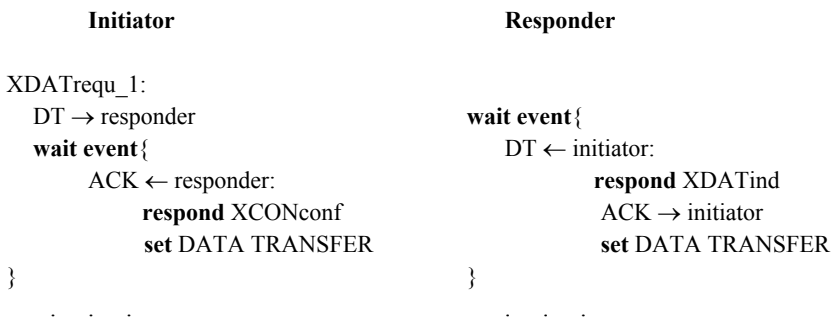 Initiator Responder
XDATrequ_1:
DT → responder wait event{
wait event{ DT ← initiator:
ACK ← responder: respond XDATind
respond XCONconf ACK → initiator
set DATA TRANSFER set DATA TRANSFER
} }